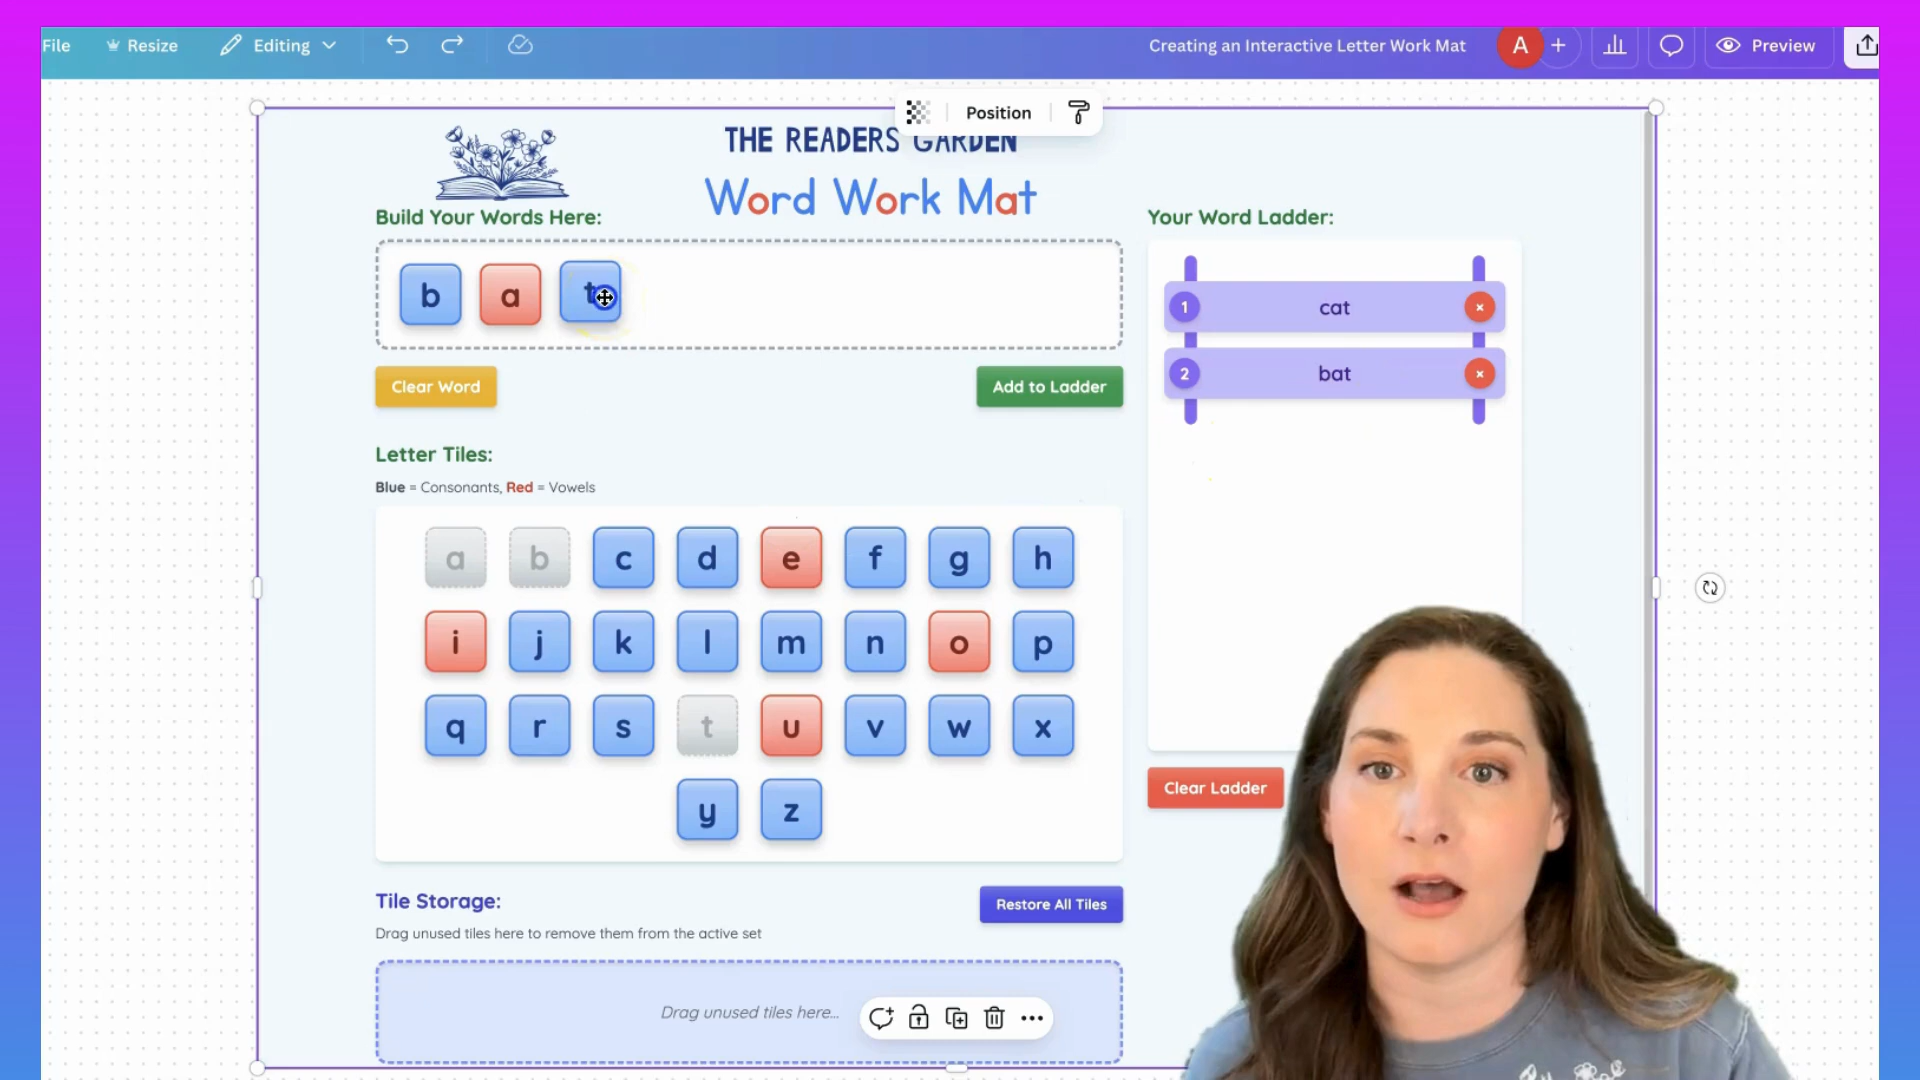 File Resize Editing Creating an Interactive Letter Work Mat A Preview
Position
THE READERS GARDEN
Word Work Mat
Build Your Words Here:
b a t
Clear Word Add to Ladder
Your Word Ladder:
1 cat ×
2 bat ×
Letter Tiles:
Blue = Consonants, Red = Vowels
a b c d e f g h
i j k l m n o p
q r s t u v w x
y z
Clear Ladder
Tile Storage:
Restore All Tiles
Drag unused tiles here to remove them from the active set
Drag unused tiles here...